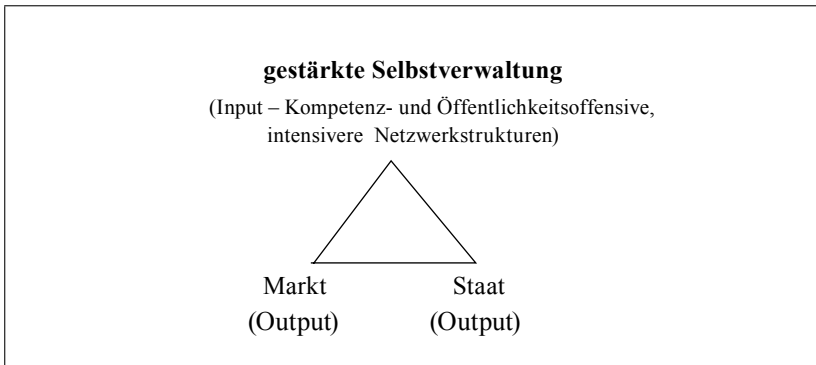 gestärkte Selbstverwaltung
(Input – Kompetenz- und Öffentlichkeitsoffensive,
intensivere Netzwerkstrukturen)
Markt Staat
(Output) (Output)